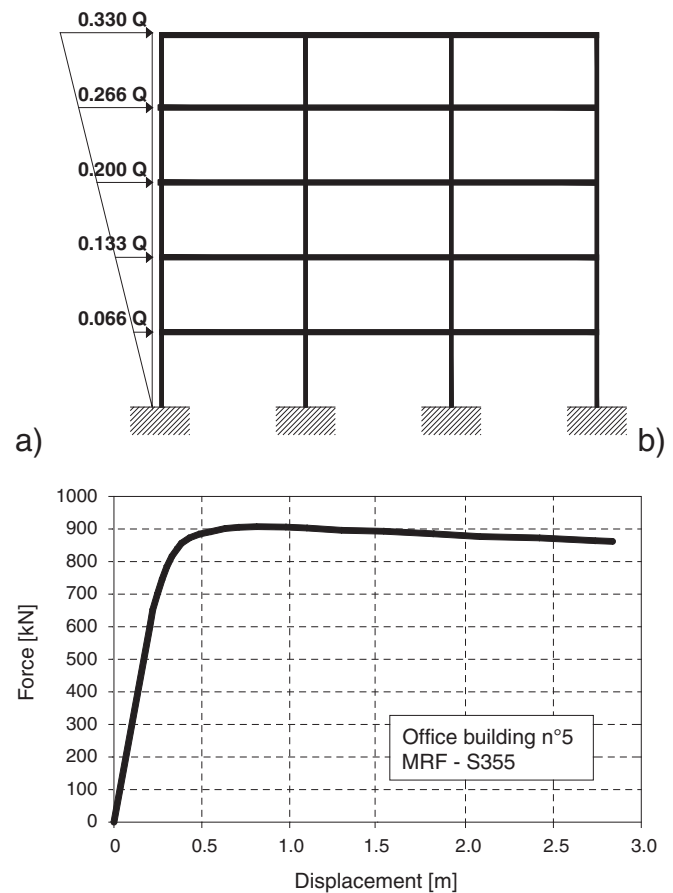 0.330 Q
0.266 Q
0.200 Q
0.133 Q
0.066 Q
a)
b)
1000
900
800
700
600
500
400
300
200
100
0
Force [kN]
Office building n°5
MRF - S355
0 0.5 1.0 1.5 2.0 2.5 3.0
Displacement [m]